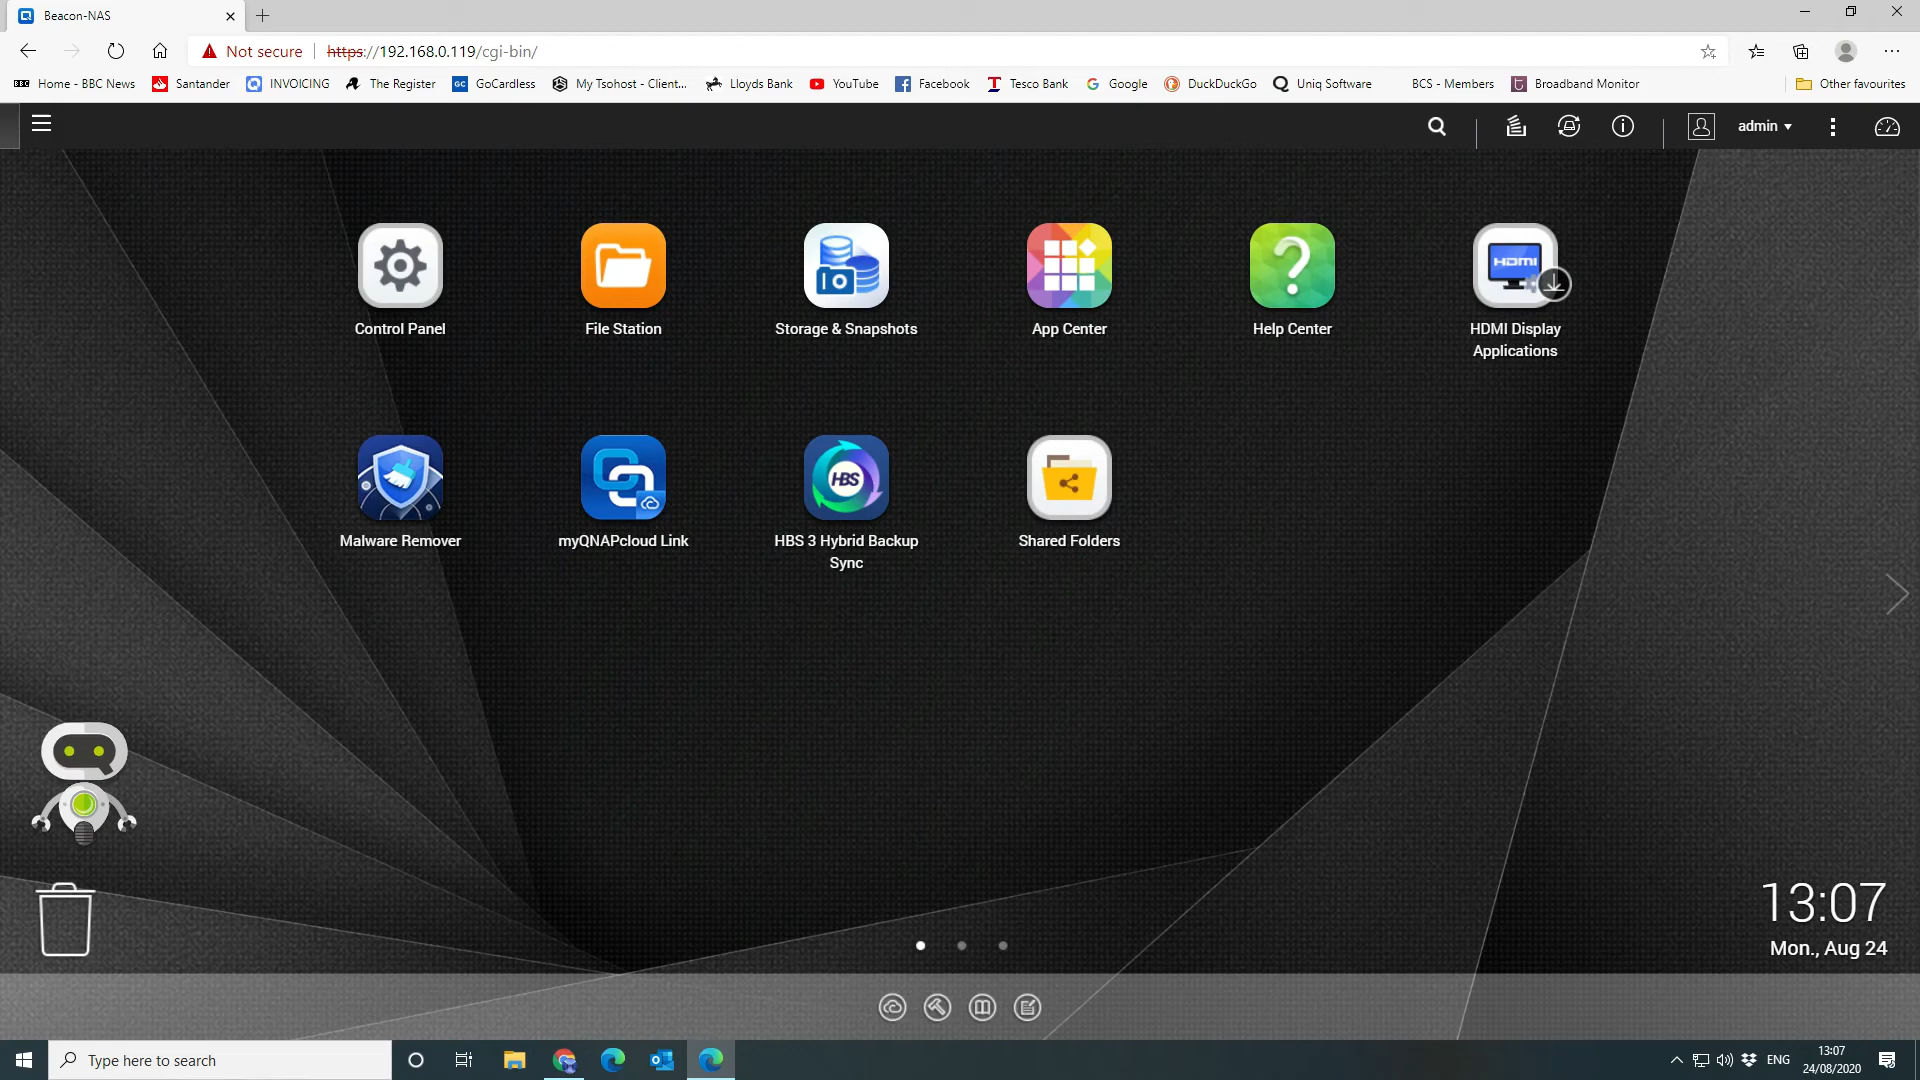 Beacon-NAS
Not secure https://192.168.0.119/cgi-bin/
BBC Home - BBC News Santander INVOICING The Register GC GoCardless My Tsohost - Client... Lloyds Bank YouTube Facebook Tesco Bank Google DuckDuckGo Uniq Software BCS - Members Broadband Monitor Other favourites
admin
HDMI
Control Panel File Station Storage & Snapshots App Center Help Center HDMI Display
Applications
HBS
Malware Remover myQNAPcloud Link HBS 3 Hybrid Backup Shared Folders
Sync
13:07
Mon., Aug 24
Type here to search ENG 13:07
24/08/2020